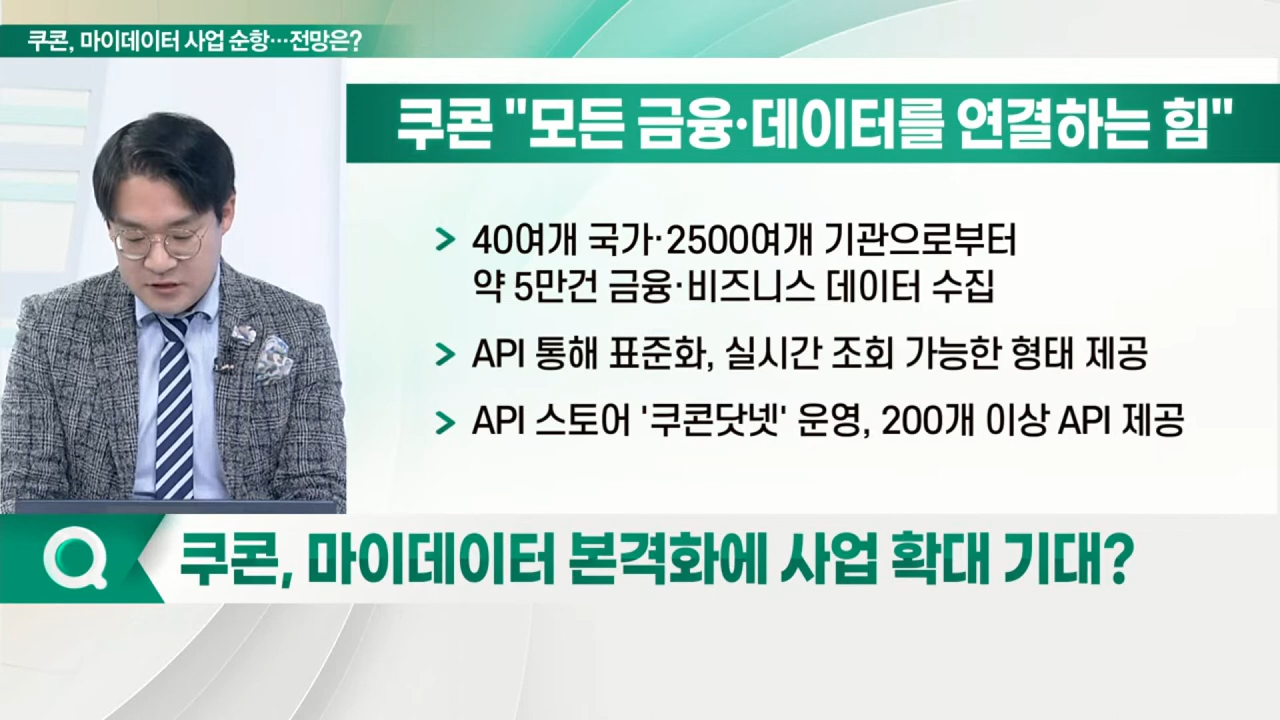 쿠콘, 마이데이터 사업 순항…전망은?
쿠콘 "모든 금융·데이터를 연결하는 힘"
40여개 국가·2500여개 기관으로부터
약 5만건 금융·비즈니스 데이터 수집
API 통해 표준화, 실시간 조회 가능한 형태 제공
API 스토어 '쿠콘닷넷' 운영, 200개 이상 API 제공
쿠콘, 마이데이터 본격화에 사업 확대 기대?